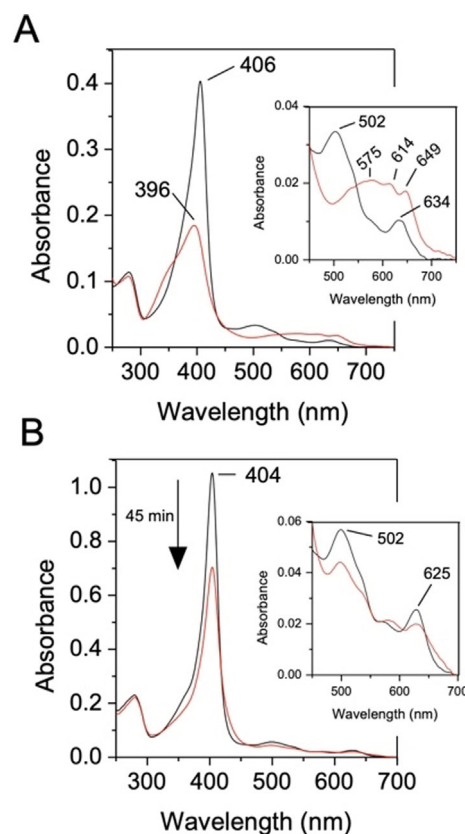 A
Absorbance
0.4
0.3
0.2
0.1
0.0
406
396
300 400 500 600 700
Wavelength (nm)
Absorbance
0.04
0.02
0.00
502
575
614
649
634
500 600 700
Wavelength (nm)
B
Absorbance
1.0
0.8
0.6
0.4
0.2
0.0
45 min
404
300 400 500 600 700
Wavelength (nm)
Absorbance
0.06
0.04
0.02
0.00
502
625
500 600 700
Wavelength (nm)